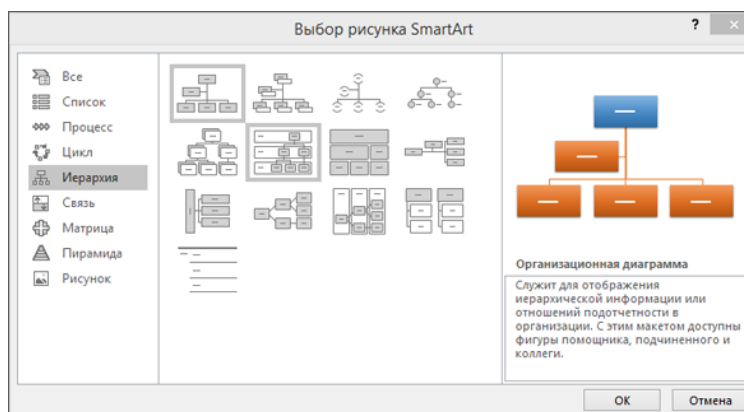 Выбор рисунка SmartArt
?
Все
Список
Процесс
Цикл
Иерархия
Связь
Матрица
Пирамида
Рисунок
Организационная диаграмма
Служит для отображения
иерархической информации или
отношений подотчетности в
организации. С этим макетом доступны
фигуры помощника, подчиненного и
коллеги.
ОК
Отмена